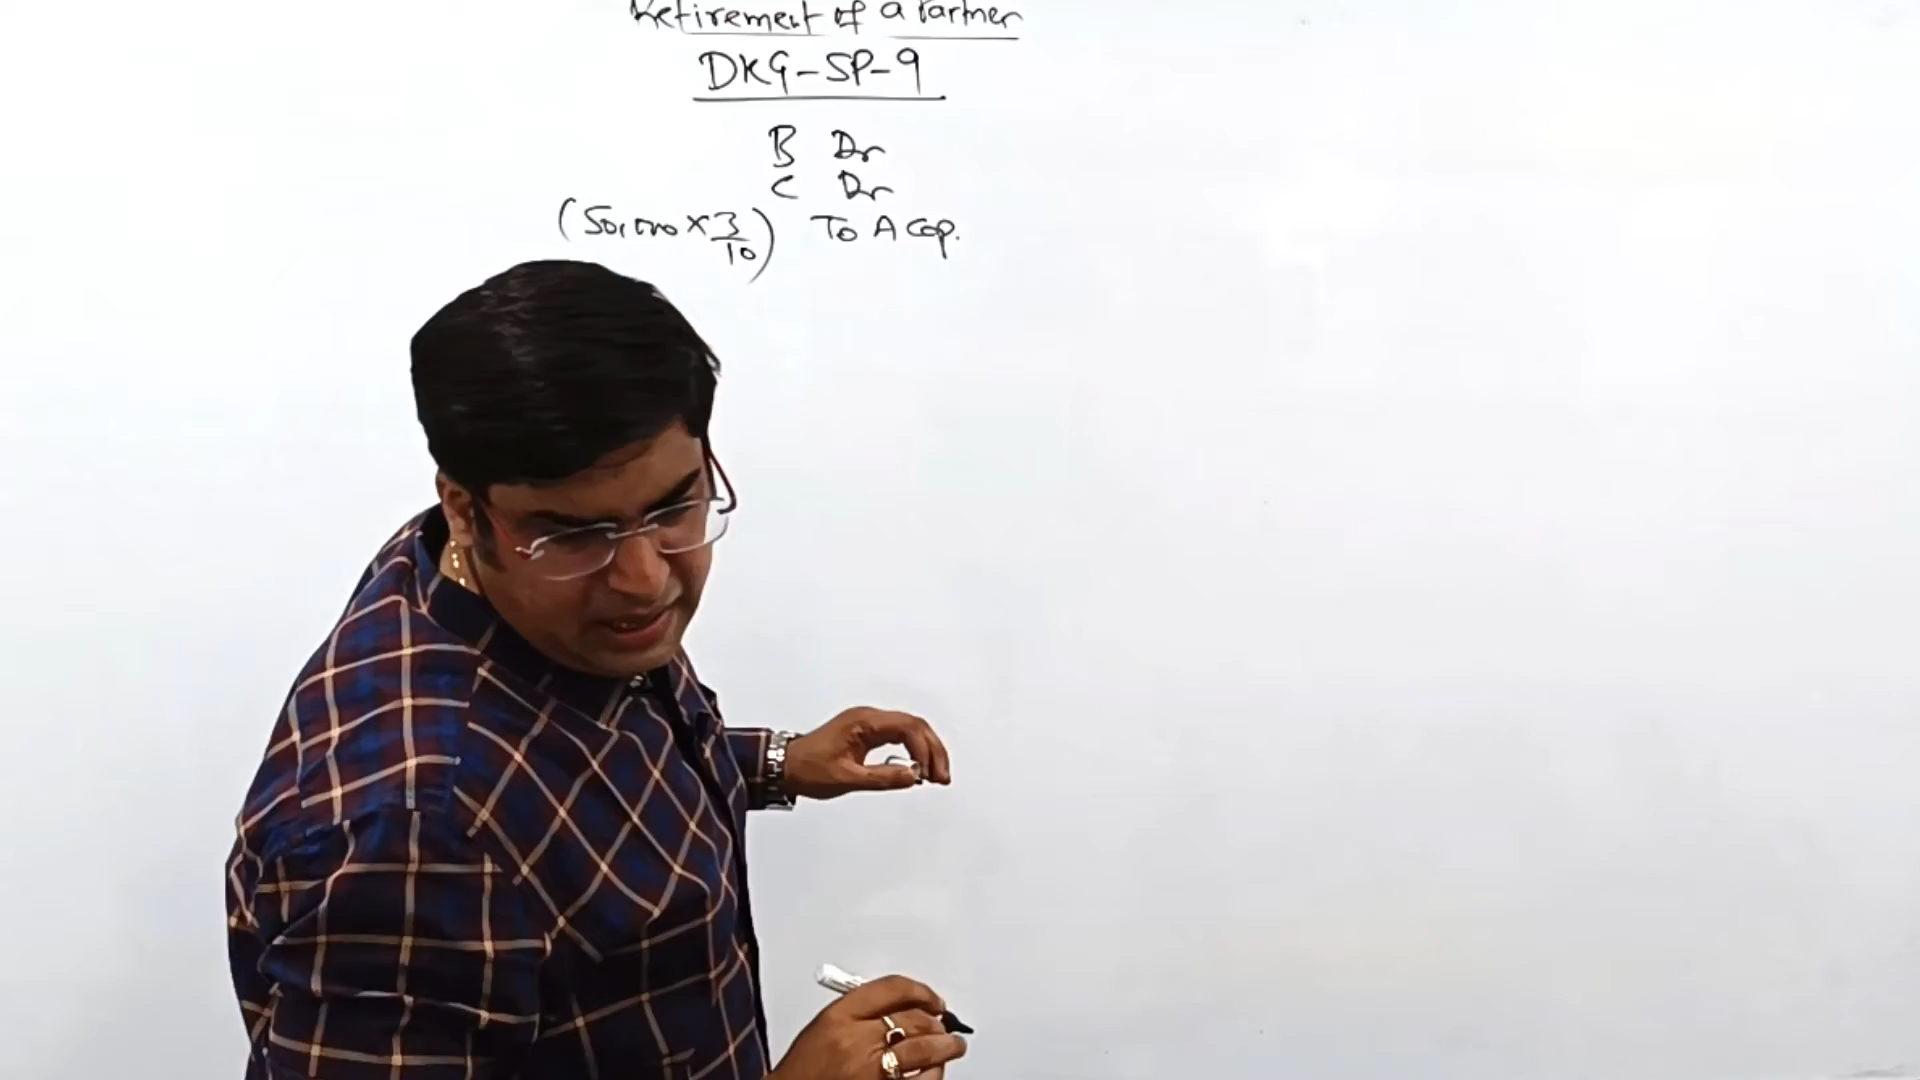 Retirement of a Partner
DKG-SP-9
B Dr
C Dr
(50,000 × 3/10) To A Cap.